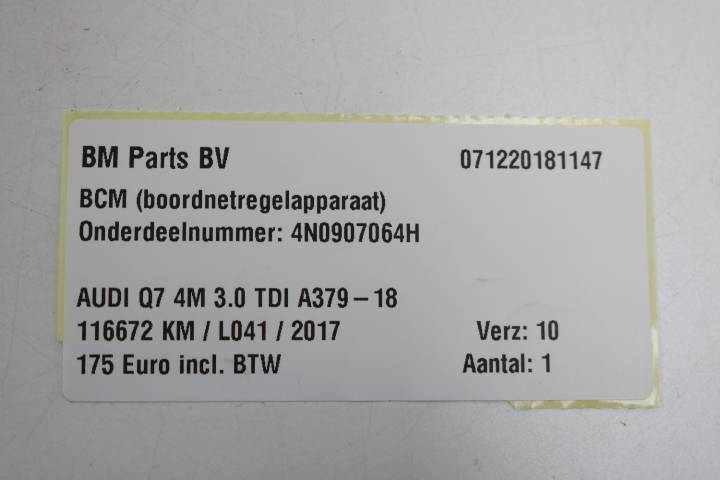 BM Parts BV 071220181147
BCM (boordnetregelapparaat)
Onderdeelnummer: 4N0907064H
AUDI Q7 4M 3.0 TDI A379-18
116672 KM / L041 / 2017 Verz: 10
175 Euro incl. BTW Aantal: 1